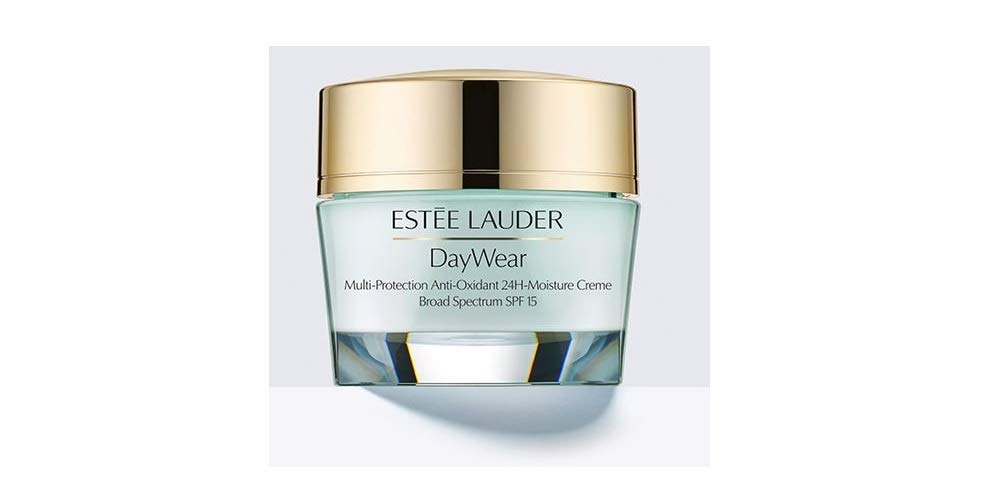 ESTĒE LAUDER
DayWear
Multi-Protection Anti-Oxidant 24H-Moisture Creme
Broad Spectrum SPF 15